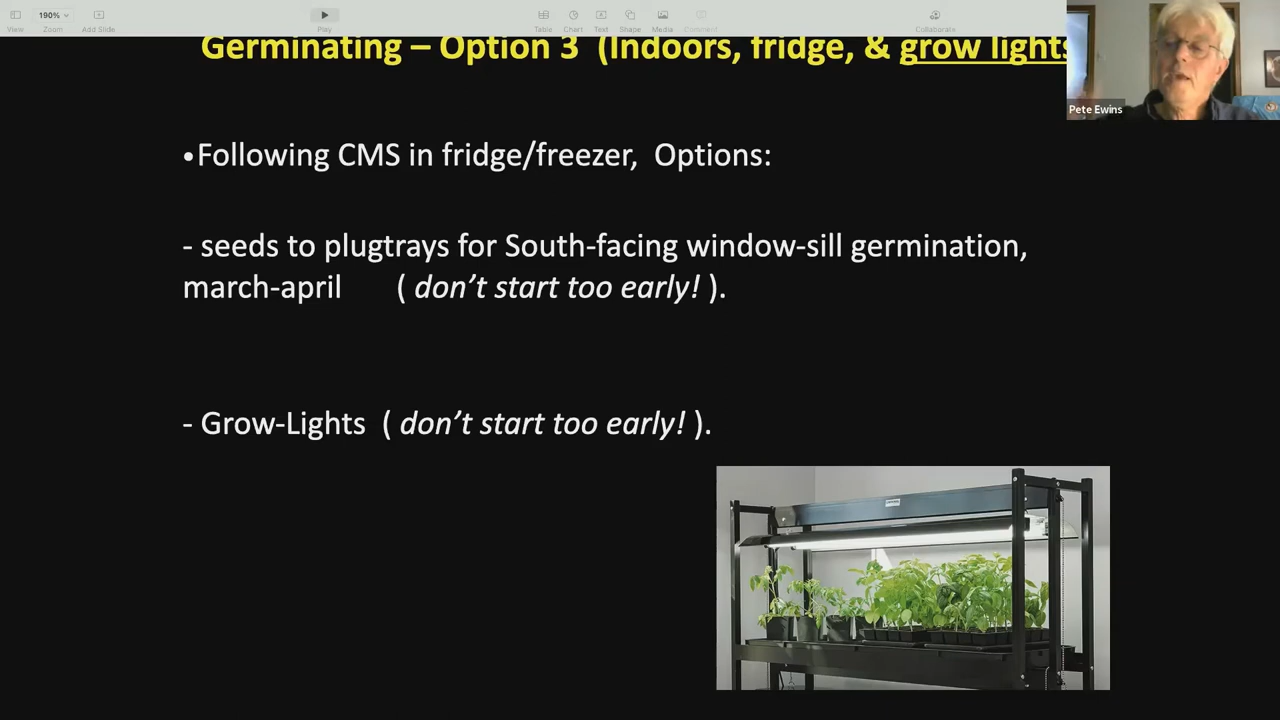 190%
View
Zoom
Add Slide
Play
Table
Chart
Text
Shape
Media
Comment
Collaborate
Germinating – Option 3 (Indoors, fridge, & grow lights
Pete Ewins
•Following CMS in fridge/freezer, Options:
- seeds to plugtrays for South-facing window-sill germination,
march-april ( don't start too early! ).
- Grow-Lights ( don't start too early! ).